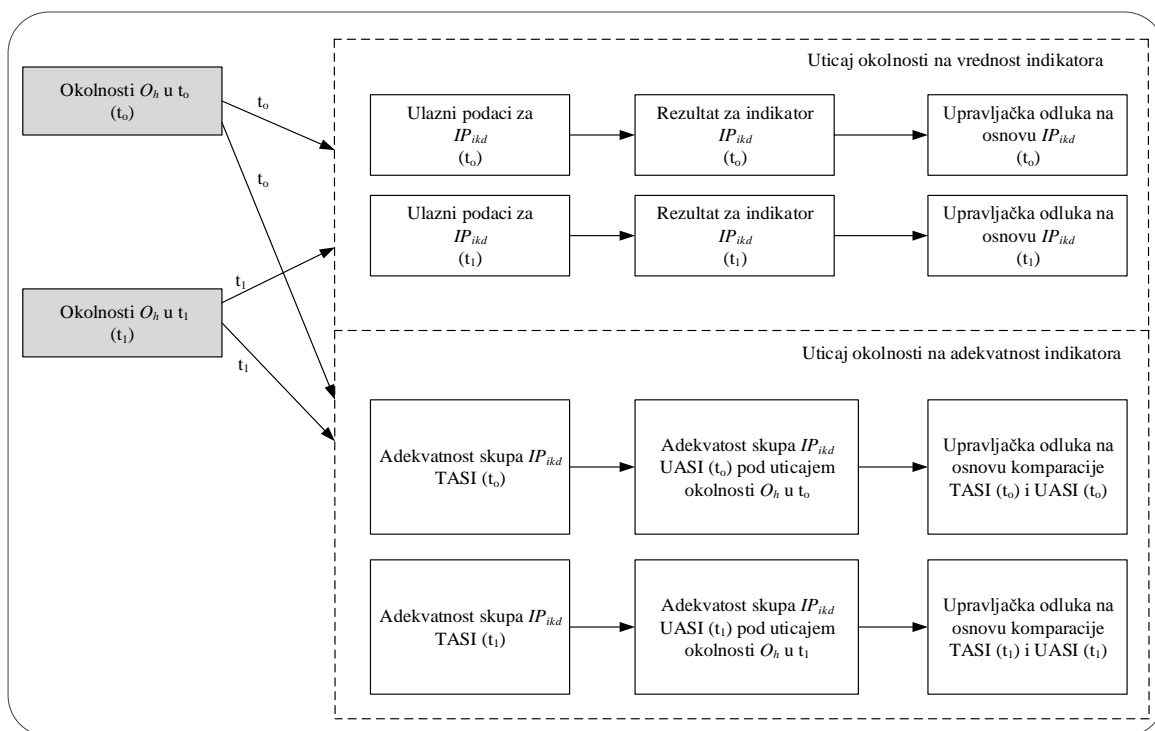 Uticaj okolnosti na vrednost indikatora
Okolnosti Oₕ u tₒ
(tₒ)
tₒ
tₒ
Ulazni podaci za
IPᵢₖd
(tₒ)
Rezultat za indikator
IPᵢₖd
(tₒ)
Upravljačka odluka na
osnovu IPᵢₖd
(tₒ)
Ulazni podaci za
IPᵢₖd
(t₁)
Rezultat za indikator
IPᵢₖd
(t₁)
Upravljačka odluka na
osnovu IPᵢₖd
(t₁)
Okolnosti Oₕ u t₁
(t₁)
t₁
t₁
Uticaj okolnosti na adekvatnost indikatora
Adekvatnost skupa IPᵢₖd
TASI (tₒ)
Adekvatost skupa IPᵢₖd
UASI (tₒ) pod uticajem
okolnosti Oₕ u tₒ
Upravljačka odluka na
osnovu komparacije
TASI (tₒ) i UASI (tₒ)
Adekvatnost skupa IPᵢₖd
TASI (t₁)
Adekvatost skupa IPᵢₖd
UASI (t₁) pod uticajem
okolnosti Oₕ u t₁
Upravljačka odluka na
osnovu komparacije
TASI (t₁) i UASI (t₁)